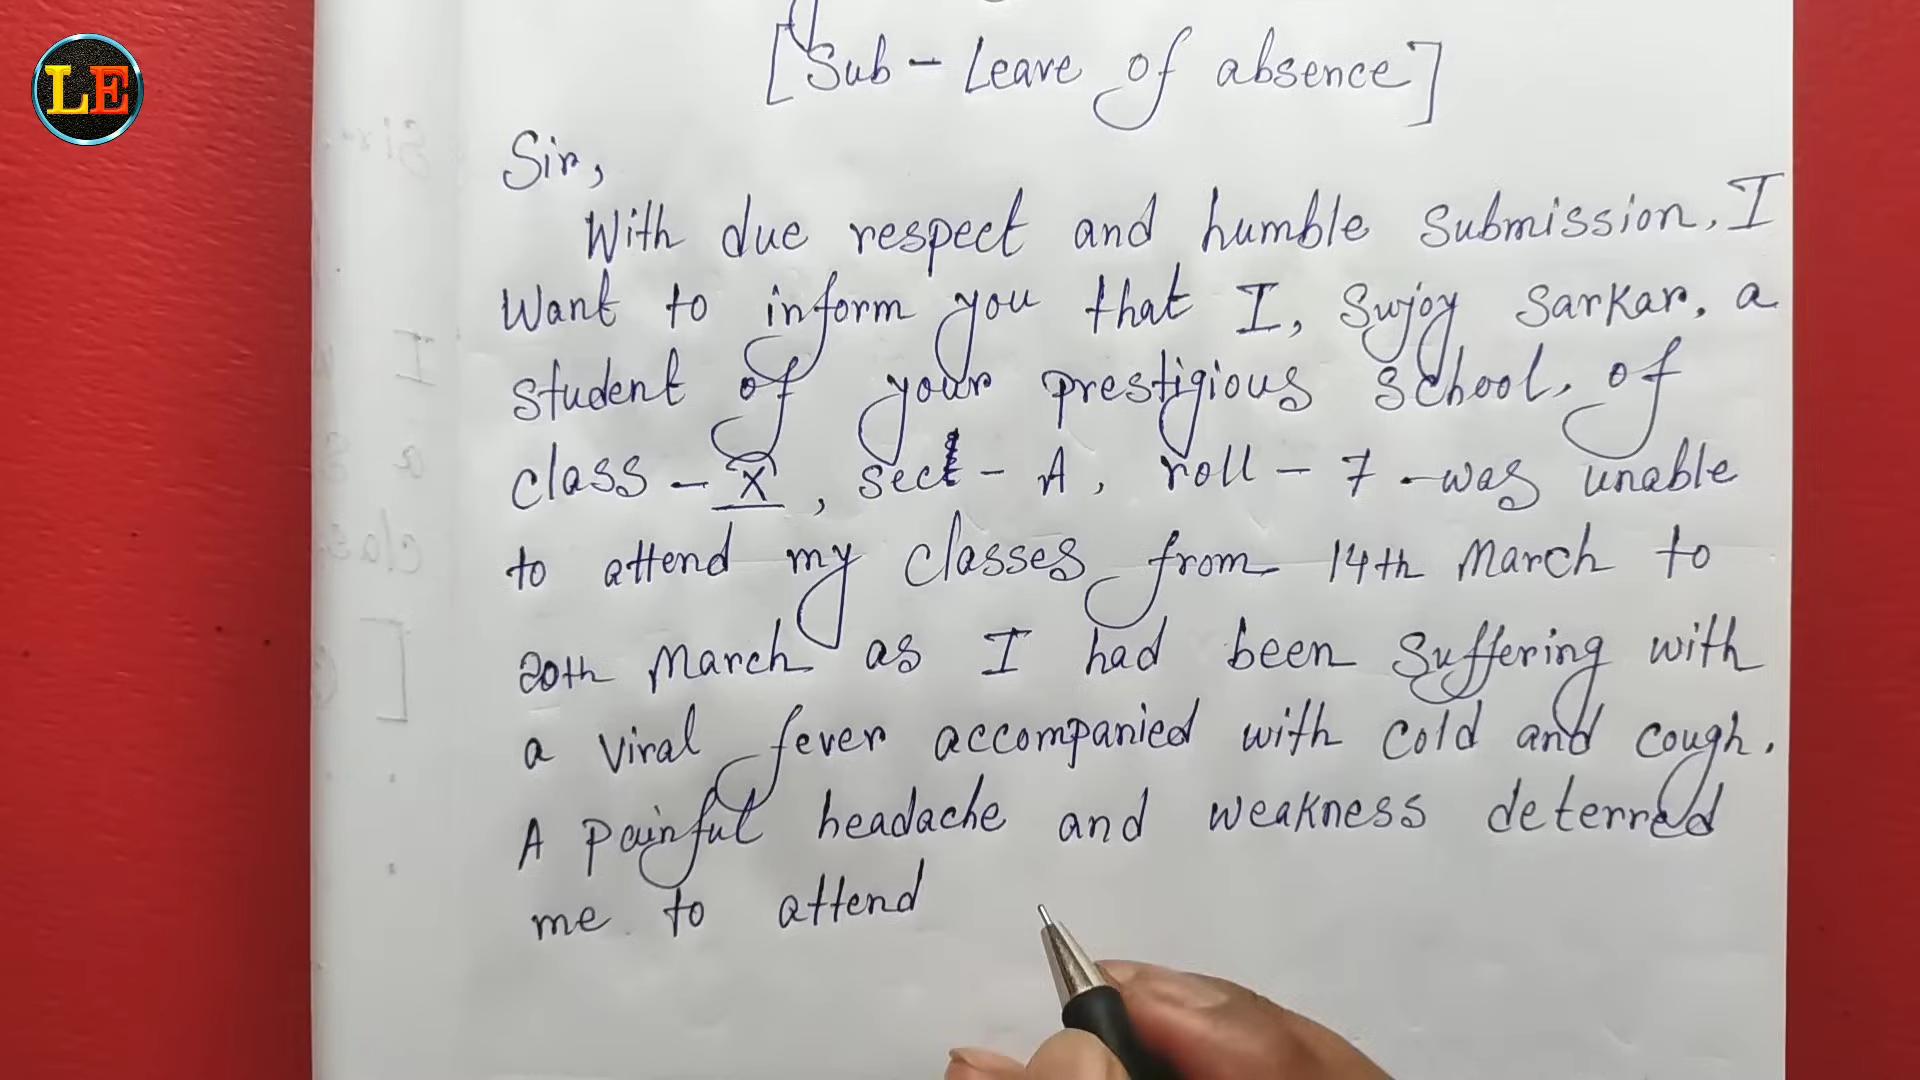 LE
[Sub - Leave of absence]
Sir,
With due respect and humble submission, I
want to inform you that I, Sujoy Sarkar, a
student of your prestigious school, of
class - X, sect - A, roll - 7 - was unable
to attend my classes from 14th March to
20th March as I had been suffering with
a viral fever accompanied with cold and cough.
A painful headache and weakness deterred
me to attend